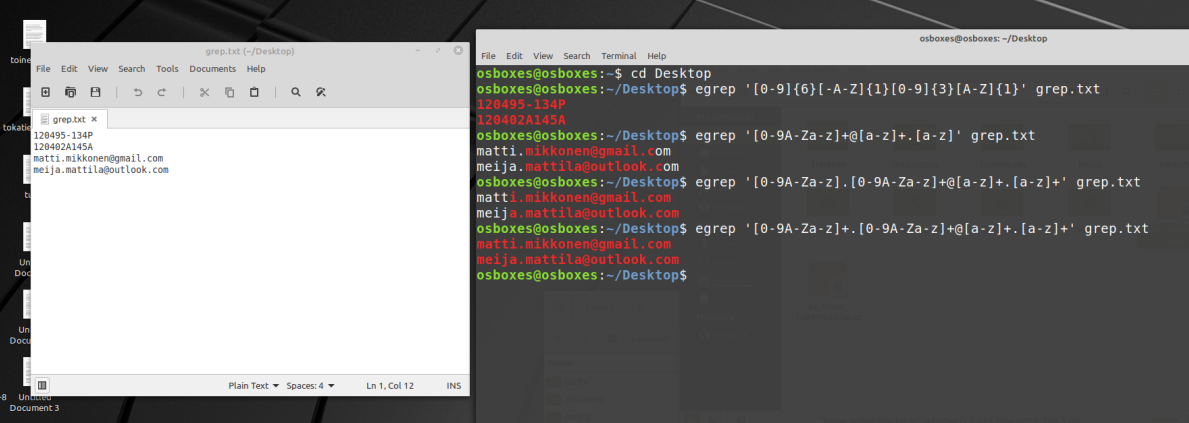 toine
tokatie
tu
Un
Doc
Un
Docum
-8 Untitled
Document 3
grep.txt (~/Desktop)
File Edit View Search Tools Documents Help
grep.txt
120495-134P
120402A145A
matti.mikkonen@gmail.com
meija.mattila@outlook.com
Plain Text Spaces: 4 Ln 1, Col 12 INS
osboxes@osboxes: ~/Desktop
File Edit View Search Terminal Help
osboxes@osboxes:~$ cd Desktop
osboxes@osboxes:~/Desktop$ egrep '[0-9]{6}[-A-Z]{1}[0-9]{3}[A-Z]{1}' grep.txt
120495-134P
120402A145A
osboxes@osboxes:~/Desktop$ egrep '[0-9A-Za-z]+@[a-z]+.[a-z]' grep.txt
matti.mikkonen@gmail.com
meija.mattila@outlook.com
osboxes@osboxes:~/Desktop$ egrep '[0-9A-Za-z].[0-9A-Za-z]+@[a-z]+.[a-z]+' grep.txt
matti.mikkonen@gmail.com
meija.mattila@outlook.com
osboxes@osboxes:~/Desktop$ egrep '[0-9A-Za-z]+.[0-9A-Za-z]+@[a-z]+.[a-z]+' grep.txt
matti.mikkonen@gmail.com
meija.mattila@outlook.com
osboxes@osboxes:~/Desktop$